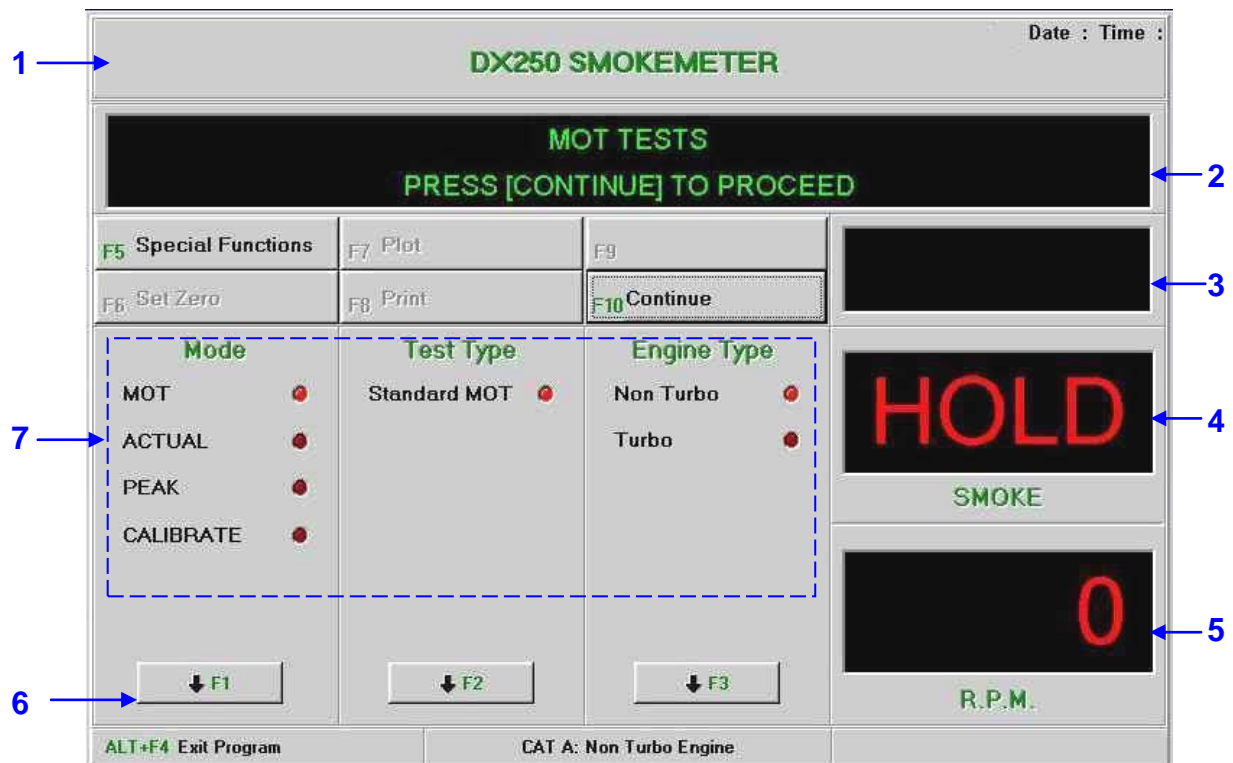 Date : Time :
1
DX250 SMOKEMETER
MOT TESTS
PRESS [CONTINUE] TO PROCEED
2
F5 Special Functions
F7 Plot
F9
F6 Set Zero
F8 Print
F10 Continue
3
Mode
Test Type
Engine Type
MOT
Standard MOT
Non Turbo
ACTUAL
Turbo
PEAK
CALIBRATE
7
HOLD
4
SMOKE
0
5
R.P.M.
F1
F2
F3
6
ALT+F4 Exit Program
CAT A: Non Turbo Engine